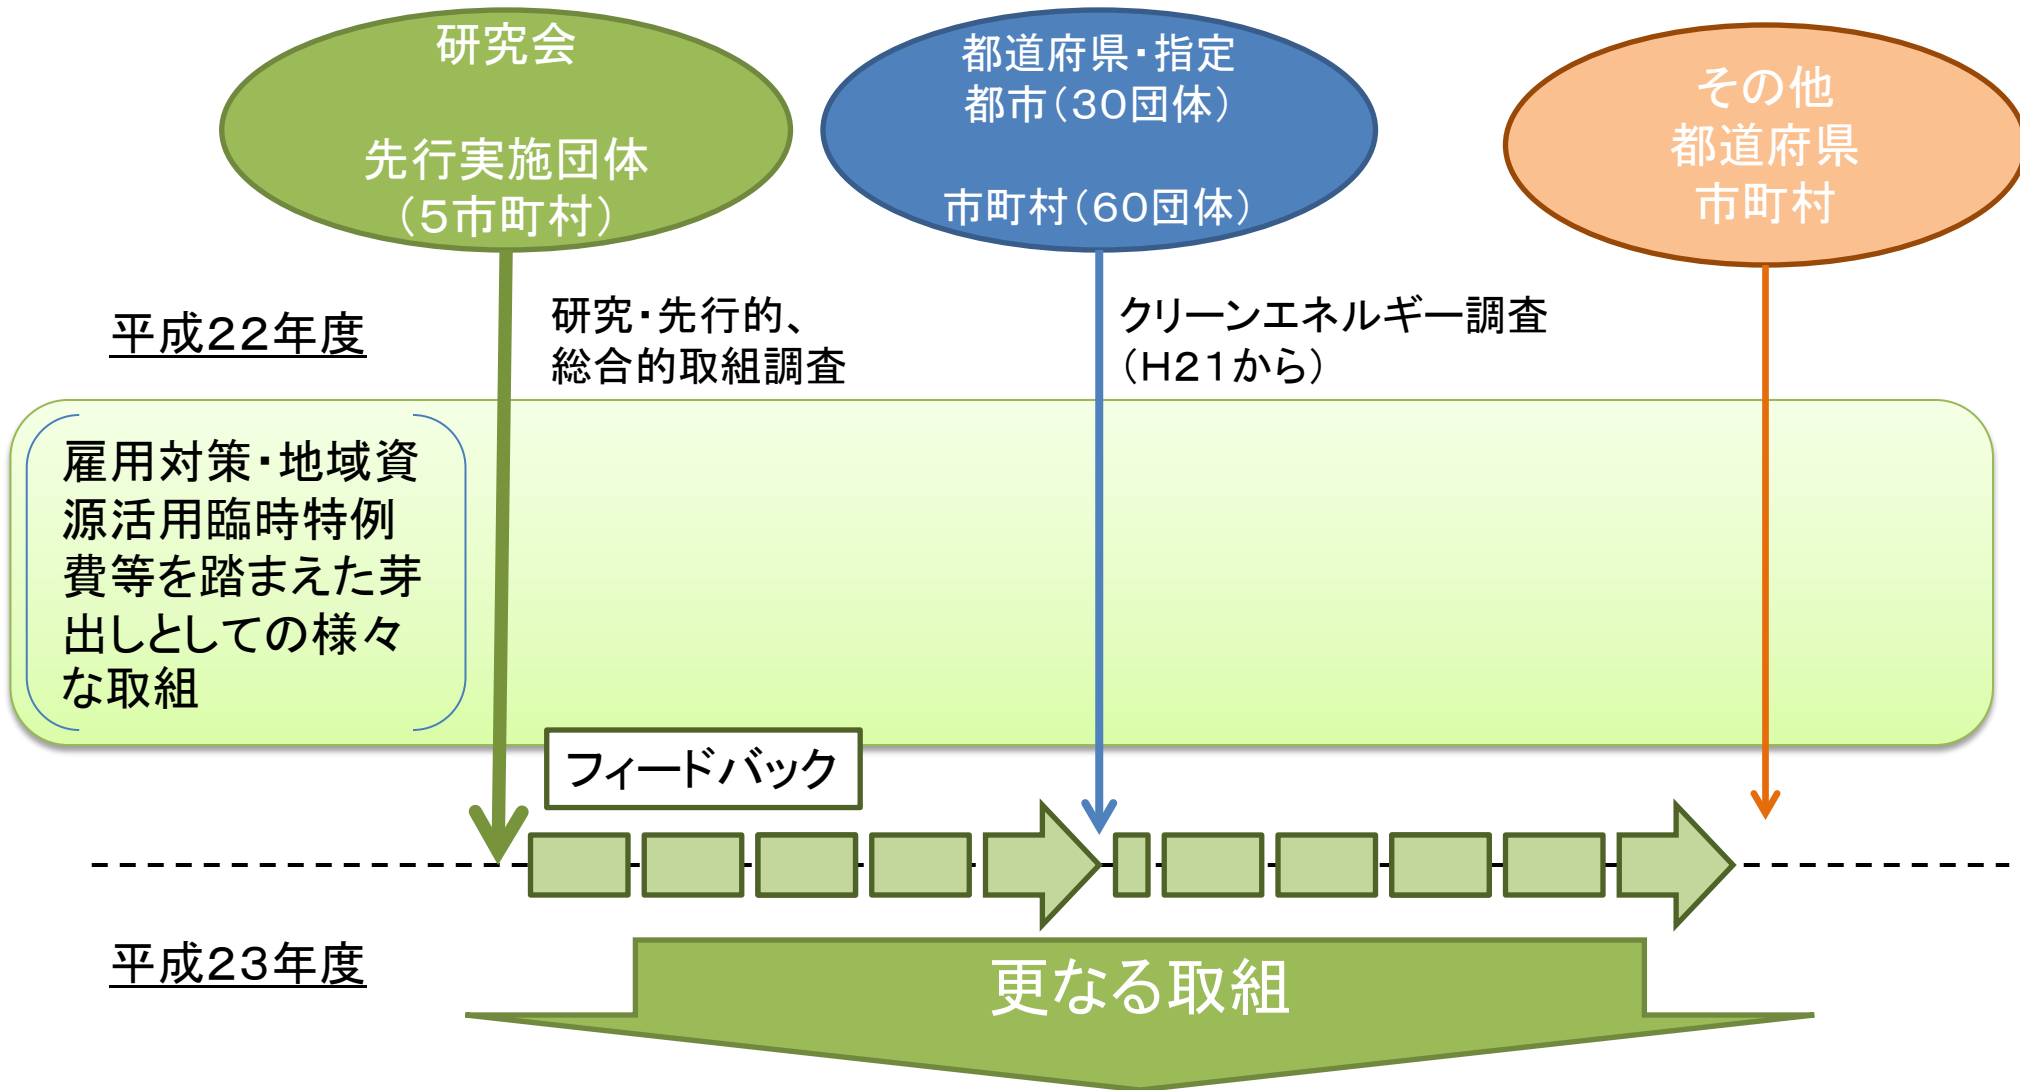 研究会
先行実施団体
（５市町村）
都道府県・指定
都市（３０団体）
市町村（６０団体）
その他
都道府県
市町村
平成２２年度
研究・先行的、
総合的取組調査
クリーンエネルギー調査
（Ｈ２１から）
雇用対策・地域資
源活用臨時特例
費等を踏まえた芽
出しとしての様々
な取組
フィードバック
平成２３年度
更なる取組